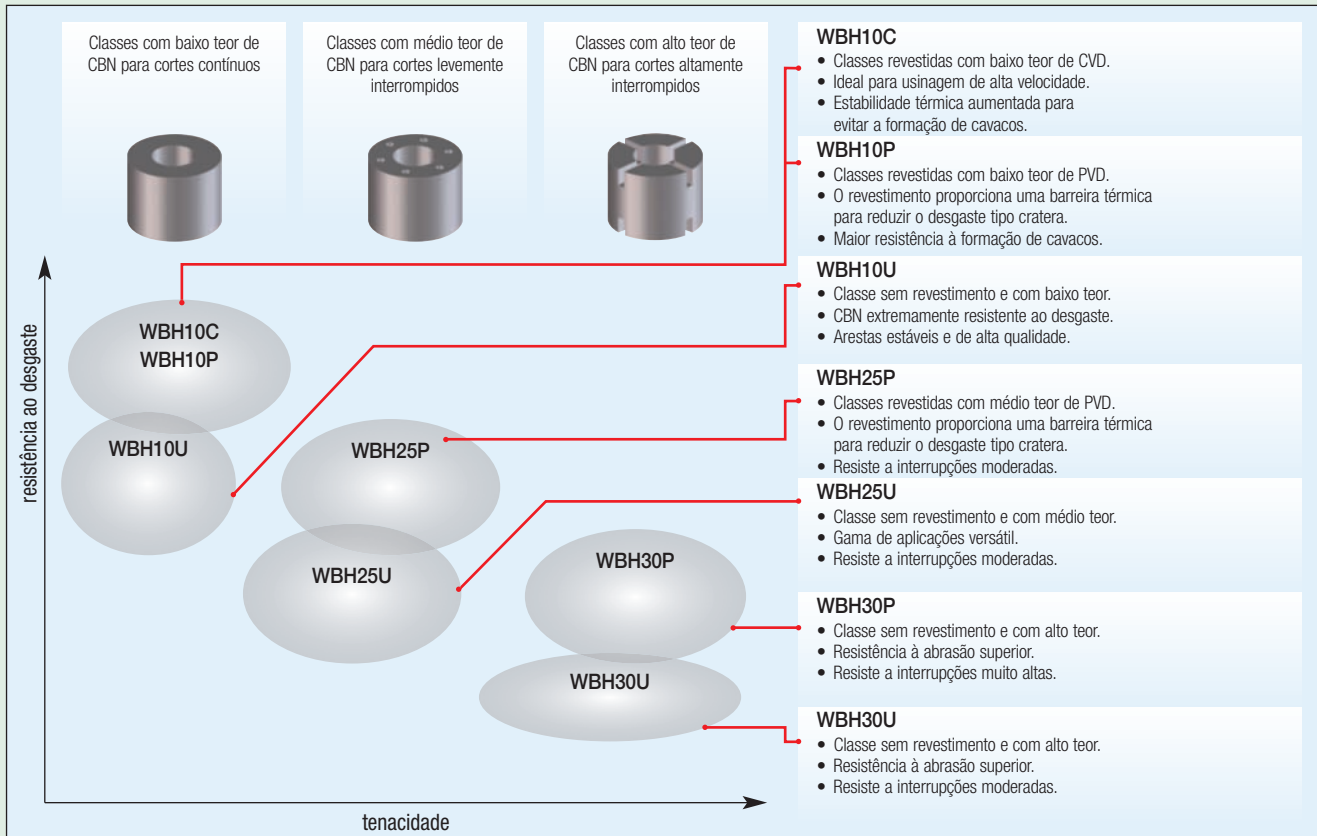 Classes com baixo teor de
CBN para cortes contínuos
Classes com médio teor de
CBN para cortes levemente
interrompidos
Classes com alto teor de
CBN para cortes altamente
interrompidos
resistência ao desgaste
WBH10C
WBH10P
WBH10U
WBH25P
WBH25U
WBH30P
WBH30U
tenacidade
WBH10C
• Classes revestidas com baixo teor de CVD.
• Ideal para usinagem de alta velocidade.
• Estabilidade térmica aumentada para
evitar a formação de cavacos.
WBH10P
• Classes revestidas com baixo teor de PVD.
• O revestimento proporciona uma barreira térmica
para reduzir o desgaste tipo cratera.
• Maior resistência à formação de cavacos.
WBH10U
• Classe sem revestimento e com baixo teor.
• CBN extremamente resistente ao desgaste.
• Arestas estáveis e de alta qualidade.
WBH25P
• Classes revestidas com médio teor de PVD.
• O revestimento proporciona uma barreira térmica
para reduzir o desgaste tipo cratera.
• Resiste a interrupções moderadas.
WBH25U
• Classe sem revestimento e com médio teor.
• Gama de aplicações versátil.
• Resiste a interrupções moderadas.
WBH30P
• Classe sem revestimento e com alto teor.
• Resistência à abrasão superior.
• Resiste a interrupções muito altas.
WBH30U
• Classe sem revestimento e com alto teor.
• Resistência à abrasão superior.
• Resiste a interrupções moderadas.